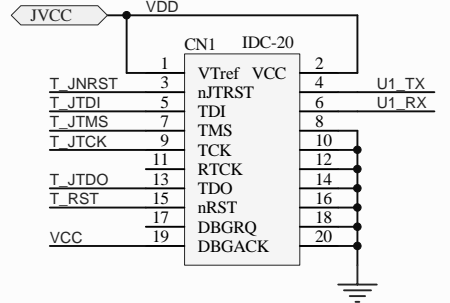 JVCC VDD
CN1 IDC-20
1 VTref VCC 2
T_JNRST 3 nJTRST 4 U1_TX
T_JTDI 5 TDI 6 U1_RX
T_JTMS 7 TMS 8
T_JTCK 9 TCK 10
11 RTCK 12
T_JTDO 13 TDO 14
T_RST 15 nRST 16
17 DBGRQ 18
VCC 19 DBGACK 20